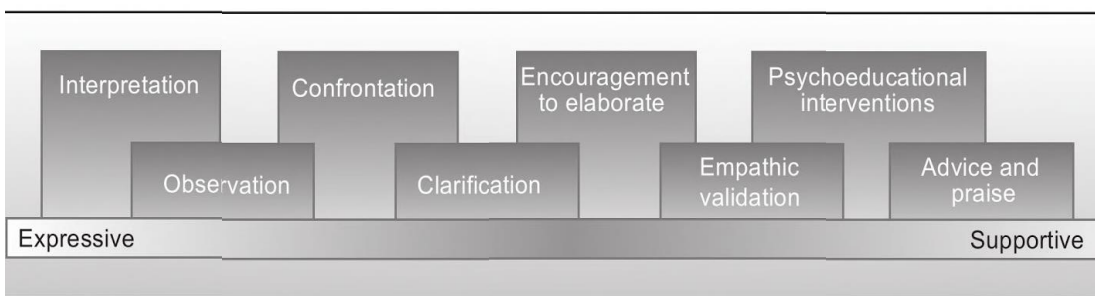 Interpretation
Confrontation
Encouragement
to elaborate
Psychoeducational
interventions
Observation
Clarification
Empathic
validation
Advice and
praise
Expressive
Supportive